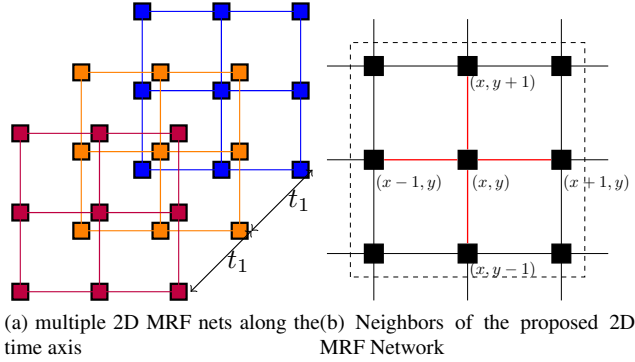 t₁
t₁
(x, y + 1)
(x − 1, y)
(x, y)
(x + 1, y)
(x, y − 1)
(a) multiple 2D MRF nets along the
time axis
(b) Neighbors of the proposed 2D
MRF Network